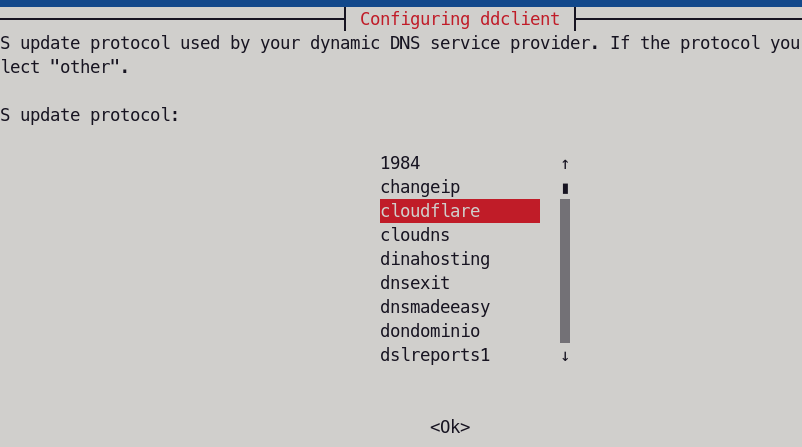 Configuring ddclient
S update protocol used by your dynamic DNS service provider. If the protocol you
lect "other".
S update protocol:
1984
changeip
cloudflare
cloudns
dinahosting
dnsexit
dnsmadeeasy
dondominio
dslreports1
<Ok>